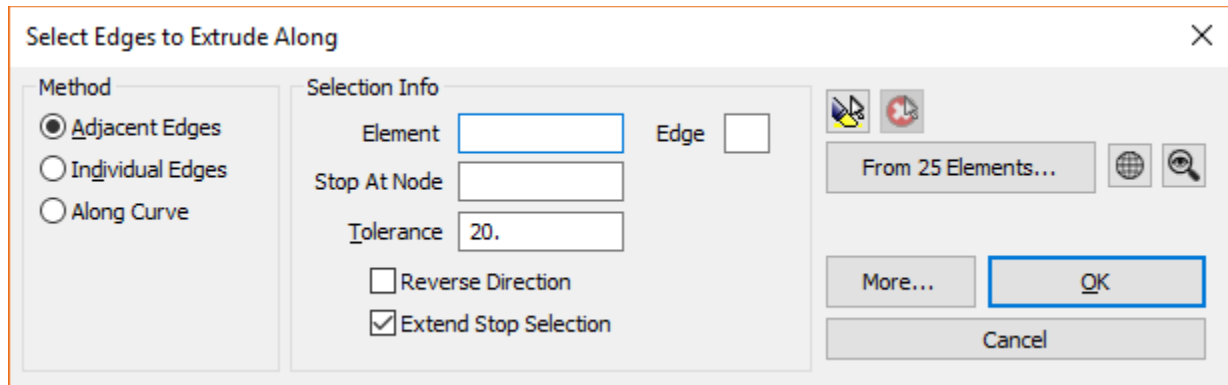 Select Edges to Extrude Along
Method
Adjacent Edges
Individual Edges
Along Curve
Selection Info
Element
Edge
Stop At Node
Tolerance 20.
Reverse Direction
Extend Stop Selection
From 25 Elements...
More...
OK
Cancel